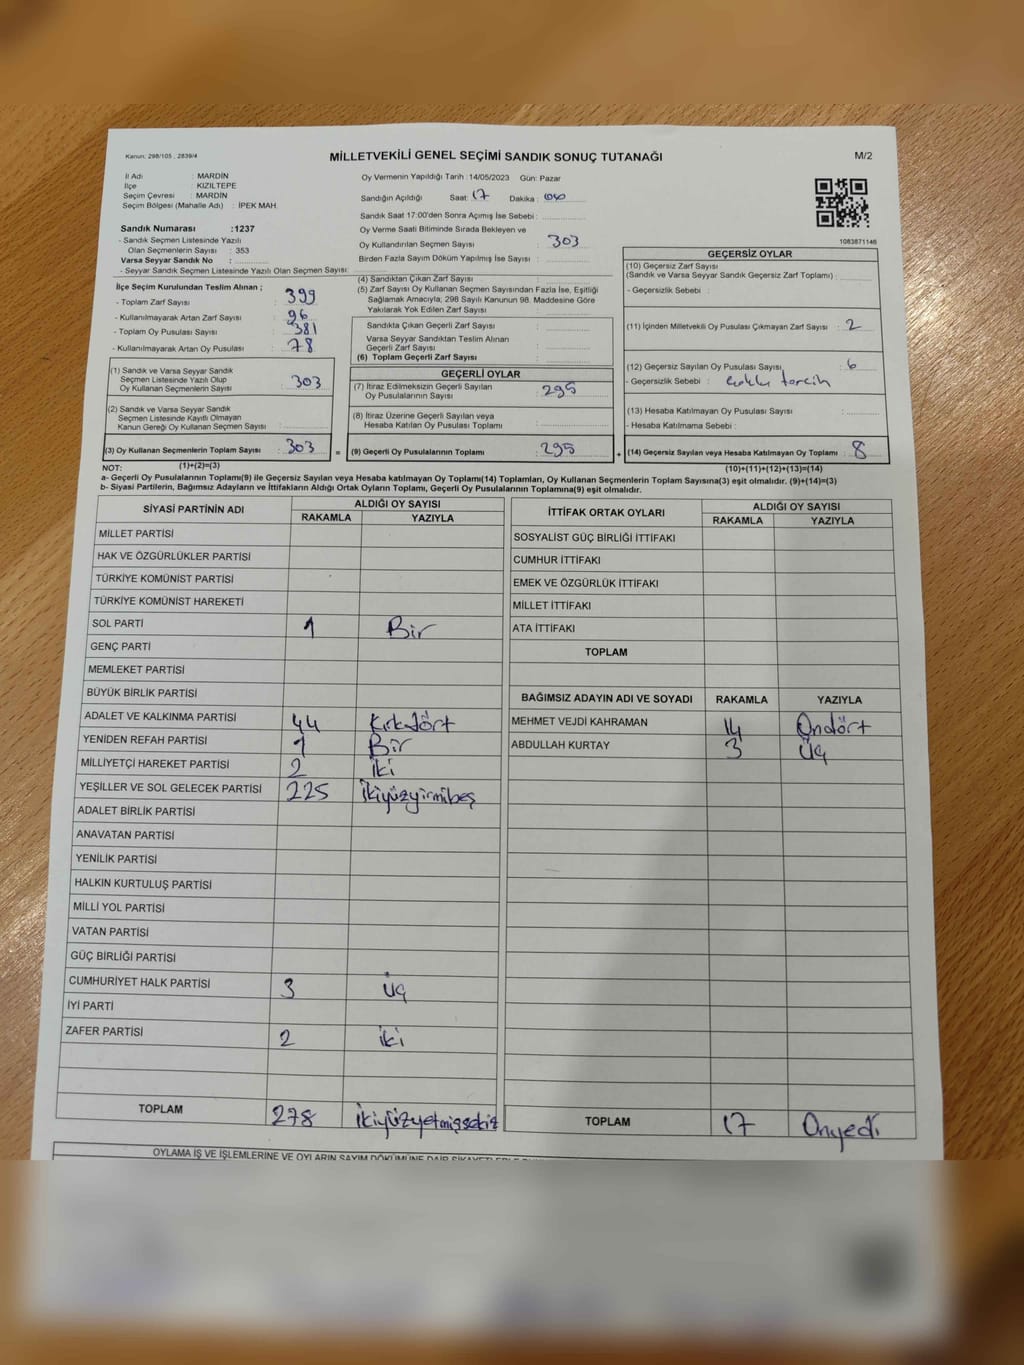 Kanun: 298/105 , 2839/4
MİLLETVEKİLİ GENEL SEÇİMİ SANDIK SONUÇ TUTANAĞI
M/2
İl Adı : MARDİN
İlçe : KIZILTEPE
Seçim Çevresi : MARDİN
Seçim Bölgesi (Mahalle Adı) : İPEK MAH.
Sandık Numarası :1237
- Sandık Seçmen Listesinde Yazılı
Olan Seçmenlerin Sayısı : 353
Varsa Seyyar Sandık No :
- Seyyar Sandık Seçmen Listesinde Yazılı Olan Seçmen Sayısı:
Oy Vermenin Yapıldığı Tarih :14/05/2023 Gün: Pazar
Sandığın Açıldığı Saat: 17 Dakika :
Sandık Saat 17:00'den Sonra Açımış İse Sebebi :
Oy Verme Saati Bitiminde Sırada Bekleyen ve
Oy Kullandırılan Seçmen Sayısı : 303
Birden Fazla Sayım Döküm Yapılmış İse Sayısı :
1083871146
İlçe Seçim Kurulundan Teslim Alınan ;
- Toplam Zarf Sayısı : 399
- Kullanılmayarak Artan Zarf Sayısı : 96
- Toplam Oy Pusulası Sayısı : 381
- Kullanılmayarak Artan Oy Pusulası : 78
(4) Sandıktan Çıkan Zarf Sayısı :
(5) Zarf Sayısı Oy Kullanan Seçmen Sayısından Fazla İse, Eşitliği
Sağlamak Amacıyla; 298 Sayılı Kanunun 98. Maddesine Göre
Yakılarak Yok Edilen Zarf Sayısı :
Sandıkta Çıkan Geçerli Zarf Sayısı :
Varsa Seyyar Sandıktan Teslim Alınan
Geçerli Zarf Sayısı :
(6) Toplam Geçerli Zarf Sayısı :
GEÇERSİZ OYLAR
(10) Geçersiz Zarf Sayısı
(Sandık ve Varsa Seyyar Sandık Geçersiz Zarf Toplamı) :
- Geçersizlik Sebebi :
(11) İçinden Milletvekili Oy Pusulası Çıkmayan Zarf Sayısı : 2
(12) Geçersiz Sayılan Oy Pusulası Sayısı : 6
- Geçersizlik Sebebi : çoklu tercih
(13) Hesaba Katılmayan Oy Pusulası Sayısı :
- Hesaba Katılmama Sebebi :
(1) Sandık ve Varsa Seyyar Sandık
Seçmen Listesinde Yazılı Olup
Oy Kullanan Seçmenlerin Sayısı : 303
(2) Sandık ve Varsa Seyyar Sandık
Seçmen Listesinde Kayıtlı Olmayan
Kanun Gereği Oy Kullanan Seçmen Sayısı :
GEÇERLİ OYLAR
(7) İtiraz Edilmeksizin Geçerli Sayılan
Oy Pusulalarının Sayısı : 295
(8) İtiraz Üzerine Geçerli Sayılan veya
Hesaba Katılan Oy Pusulası Toplamı :
(3) Oy Kullanan Seçmenlerin Toplam Sayısı : 303 = (9) Geçerli Oy Pusulalarının Toplamı : 295 + (14) Geçersiz Sayılan veya Hesaba Katılmayan Oy Toplamı : 8
NOT: (1)+(2)=(3) (10)+(11)+(12)+(13)=(14)
a- Geçerli Oy Pusulalarının Toplamı(9) ile Geçersiz Sayılan veya Hesaba katılmayan Oy Toplamı(14) Toplamları, Oy Kullanan Seçmenlerin Toplam Sayısına(3) eşit olmalıdır. (9)+(14)=(3)
b- Siyasi Partilerin, Bağımsız Adayların ve İttifakların Aldığı Ortak Oyların Toplamı, Geçerli Oy Pusulalarının Toplamına(9) eşit olmalıdır.
SİYASİ PARTİNİN ADI ALDIĞI OY SAYISI
RAKAMLA YAZIYLA
MİLLET PARTİSİ
HAK VE ÖZGÜRLÜKLER PARTİSİ
TÜRKİYE KOMÜNİST PARTİSİ
TÜRKİYE KOMÜNİST HAREKETİ
SOL PARTİ 1 Bir
GENÇ PARTİ
MEMLEKET PARTİSİ
BÜYÜK BİRLİK PARTİSİ
ADALET VE KALKINMA PARTİSİ 44 Kırkdört
YENİDEN REFAH PARTİSİ 1 Bir
MİLLİYETÇİ HAREKET PARTİSİ 2 iki
YEŞİLLER VE SOL GELECEK PARTİSİ 225 İkiyüzyirmibeş
ADALET BİRLİK PARTİSİ
ANAVATAN PARTİSİ
YENİLİK PARTİSİ
HALKIN KURTULUŞ PARTİSİ
MİLLİ YOL PARTİSİ
VATAN PARTİSİ
GÜÇ BİRLİĞİ PARTİSİ
CUMHURİYET HALK PARTİSİ 3 üç
İYİ PARTİ
ZAFER PARTİSİ 2 iki
TOPLAM 278 İkiyüzyetmişsekiz
İTTİFAK ORTAK OYLARI ALDIĞI OY SAYISI
RAKAMLA YAZIYLA
SOSYALİST GÜÇ BİRLİĞİ İTTİFAKI
CUMHUR İTTİFAKI
EMEK VE ÖZGÜRLÜK İTTİFAKI
MİLLET İTTİFAKI
ATA İTTİFAKI
TOPLAM
BAĞIMSIZ ADAYIN ADI VE SOYADI RAKAMLA YAZIYLA
MEHMET VEJDİ KAHRAMAN 14 Ondört
ABDULLAH KURTAY 3 üç
TOPLAM 17 Onyedi